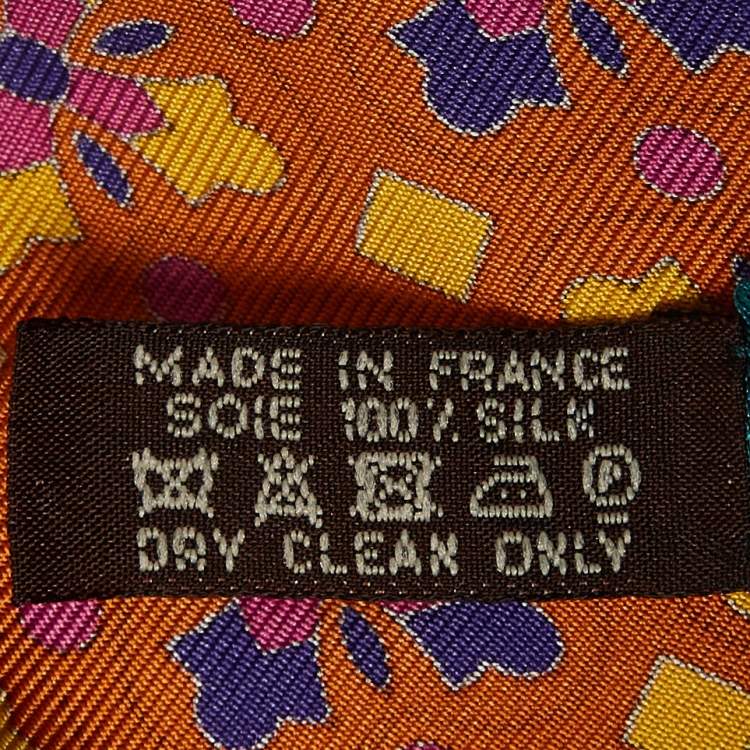 MADE IN FRANCE
SOIE 100% SILK
P
DRY CLEAN ONLY